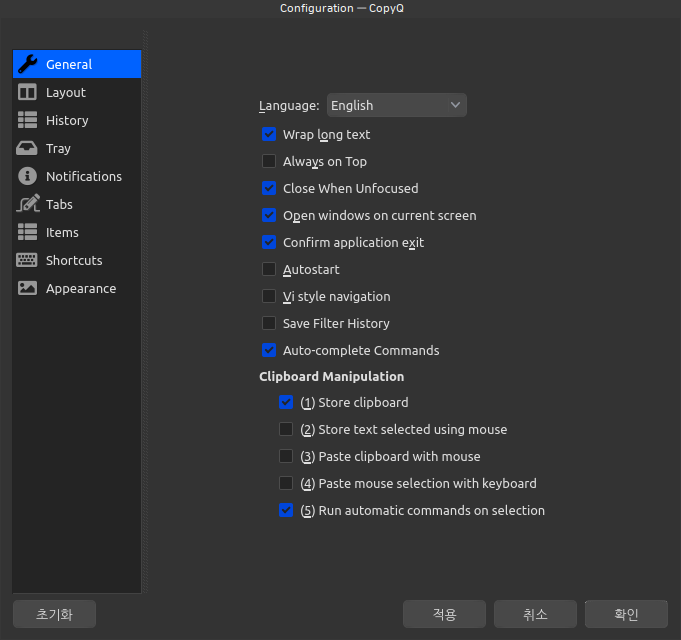 Configuration — CopyQ
General
Layout
History
Tray
Notifications
Tabs
Items
Shortcuts
Appearance
Language: English
Wrap long text
Always on Top
Close When Unfocused
Open windows on current screen
Confirm application exit
Autostart
Vi style navigation
Save Filter History
Auto-complete Commands
Clipboard Manipulation
(1) Store clipboard
(2) Store text selected using mouse
(3) Paste clipboard with mouse
(4) Paste mouse selection with keyboard
(5) Run automatic commands on selection
초기화 적용 취소 확인